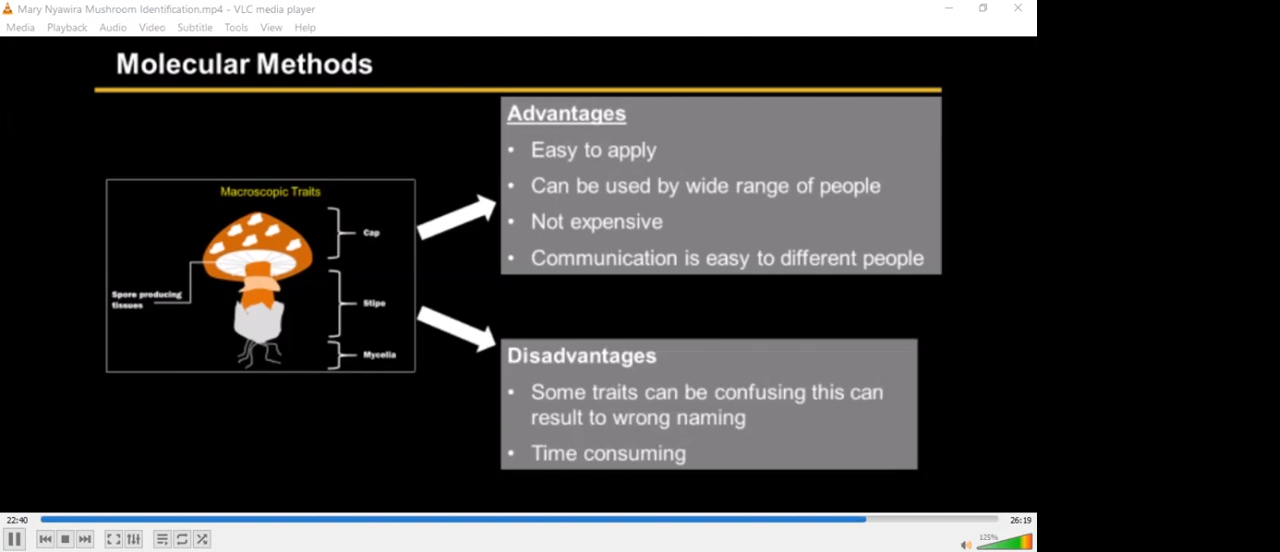 Mary Nyawira Mushroom Identification.mp4 - VLC media player
Media Playback Audio Video Subtitle Tools View Help
Molecular Methods
Macroscopic Traits
Cap
Spore producing
tissues
Stipe
Mycelia
Advantages
• Easy to apply
• Can be used by wide range of people
• Not expensive
• Communication is easy to different people
Disadvantages
• Some traits can be confusing this can
result to wrong naming
• Time consuming
22:40
26:19
125%